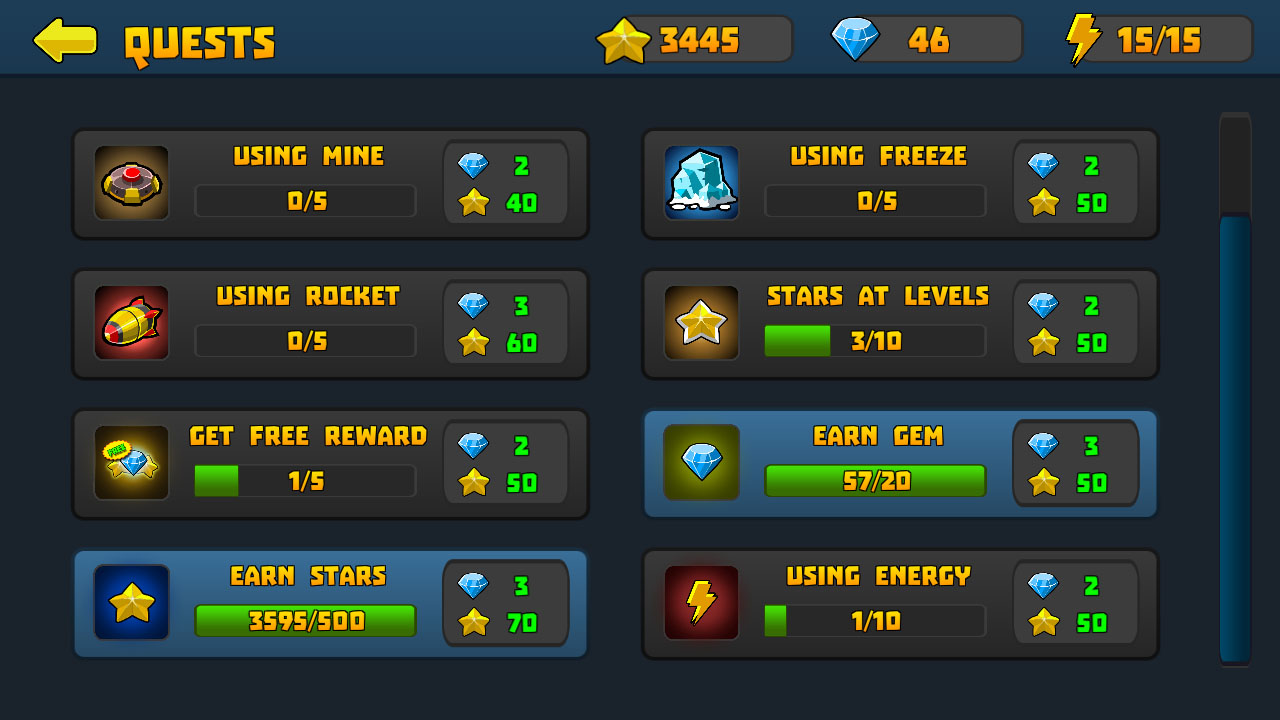 QUESTS
3445
46
15/15
USING MINE
0/5
2
40
USING FREEZE
0/5
2
50
USING ROCKET
0/5
3
60
STARS AT LEVELS
3/10
2
50
GET FREE REWARD
FREE
1/5
2
50
EARN GEM
57/20
3
50
EARN STARS
3595/500
3
70
USING ENERGY
1/10
2
50